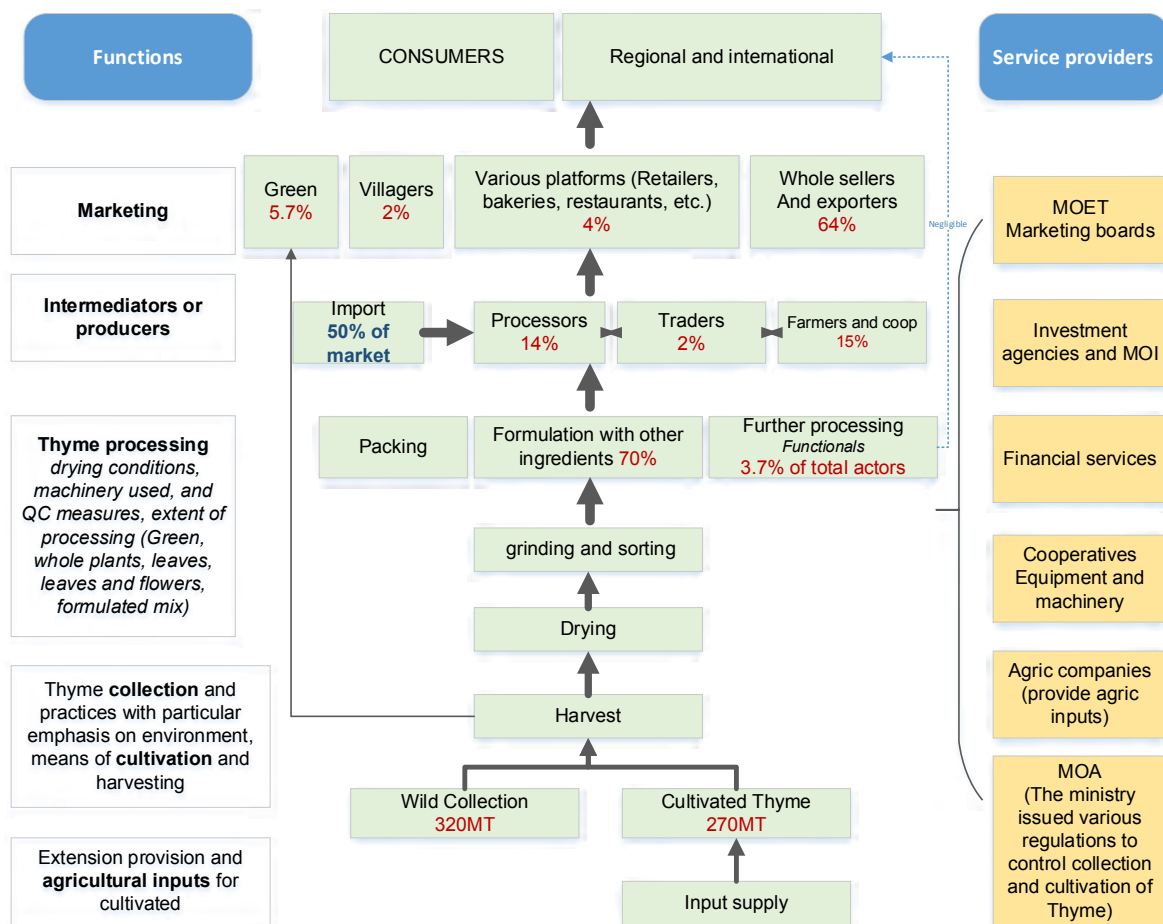 Functions
CONSUMERS
Regional and international
Service providers
Marketing
Green
5.7%
Villagers
2%
Various platforms (Retailers,
bakeries, restaurants, etc.)
4%
Whole sellers
And exporters
64%
Negligible
MOET
Marketing boards
Intermediators or
producers
Import
50% of
market
Processors
14%
Traders
2%
Farmers and coop
15%
Investment
agencies and MOI
Thyme processing
drying conditions,
machinery used, and
QC measures, extent of
processing (Green,
whole plants, leaves,
leaves and flowers,
formulated mix)
Packing
Formulation with other
ingredients 70%
Further processing
Functionals
3.7% of total actors
Financial services
grinding and sorting
Cooperatives
Equipment and
machinery
Drying
Thyme collection and
practices with particular
emphasis on environment,
means of cultivation and
harvesting
Harvest
Agric companies
(provide agric
inputs)
Wild Collection
320MT
Cultivated Thyme
270MT
MOA
(The ministry
issued various
regulations to
control collection
and cultivation of
Thyme)
Extension provision and
agricultural inputs for
cultivated
Input supply